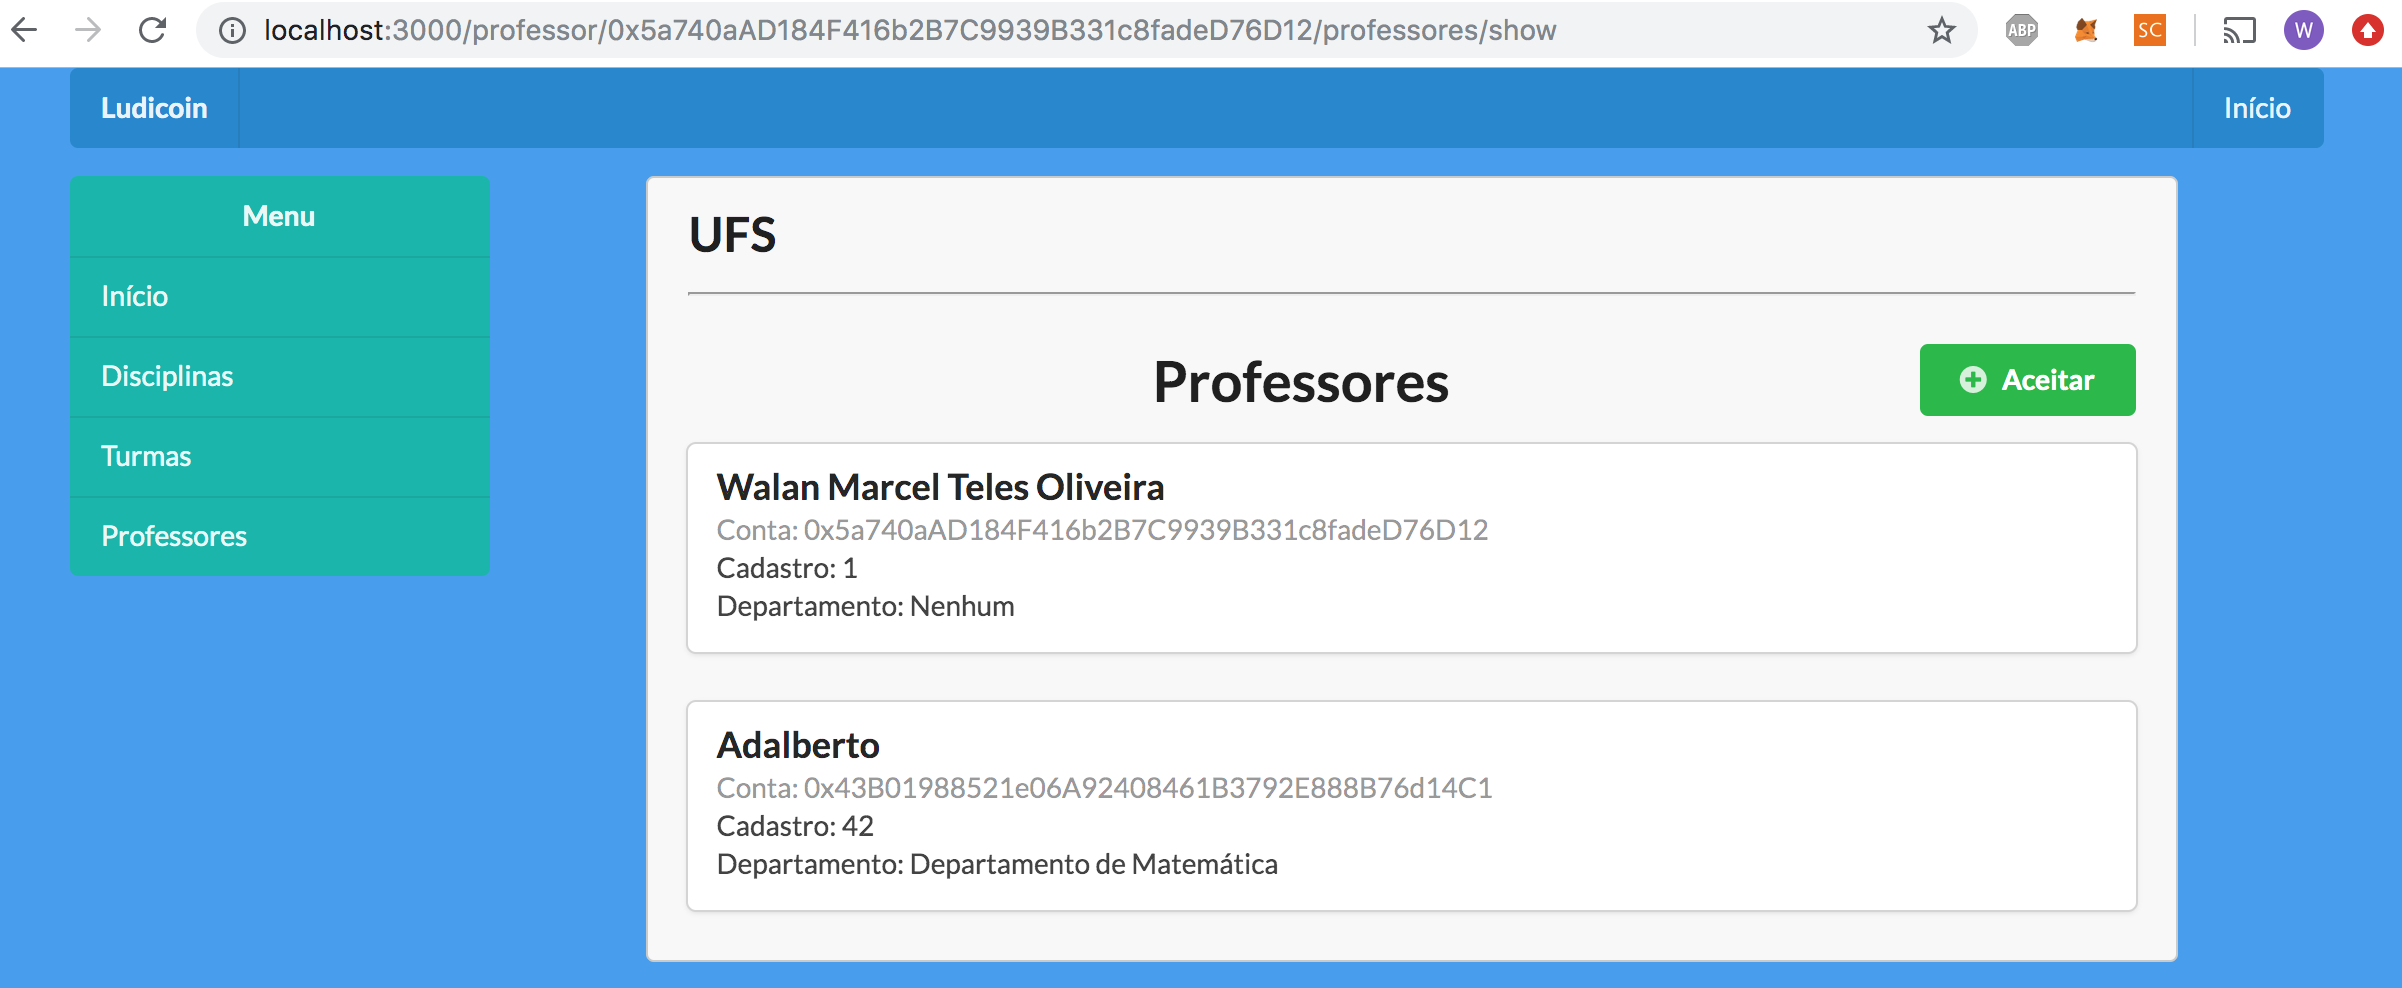 localhost:3000/professor/0x5a740aAD184F416b2B7C9939B331c8fadeD76D12/professores/show
ABP
SC
W
Ludicoin
Início
Menu
Início
Disciplinas
Turmas
Professores
UFS
Professores
Aceitar
Walan Marcel Teles Oliveira
Conta: 0x5a740aAD184F416b2B7C9939B331c8fadeD76D12
Cadastro: 1
Departamento: Nenhum
Adalberto
Conta: 0x43B01988521e06A92408461B3792E888B76d14C1
Cadastro: 42
Departamento: Departamento de Matemática